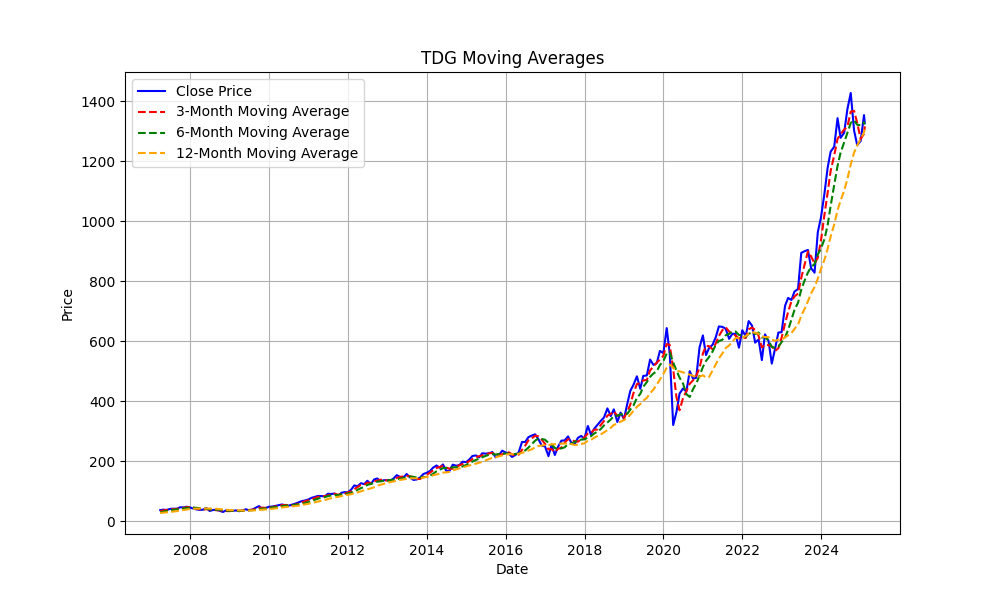 TDG Moving Averages
Close Price
3-Month Moving Average
6-Month Moving Average
12-Month Moving Average
1400
1200
1000
800
600
400
200
0
Price
2008 2010 2012 2014 2016 2018 2020 2022 2024
Date